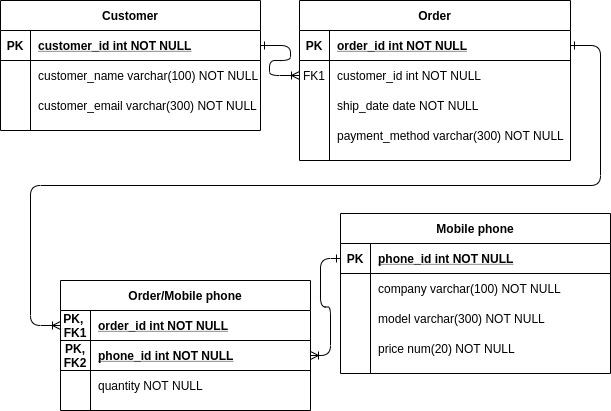 Customer
PK customer_id int NOT NULL
customer_name varchar(100) NOT NULL
customer_email varchar(300) NOT NULL
Order
PK order_id int NOT NULL
FK1 customer_id int NOT NULL
ship_date date NOT NULL
payment_method varchar(300) NOT NULL
Mobile phone
PK phone_id int NOT NULL
company varchar(100) NOT NULL
model varchar(300) NOT NULL
price num(20) NOT NULL
Order/Mobile phone
PK,
FK1 order_id int NOT NULL
PK,
FK2 phone_id int NOT NULL
quantity NOT NULL